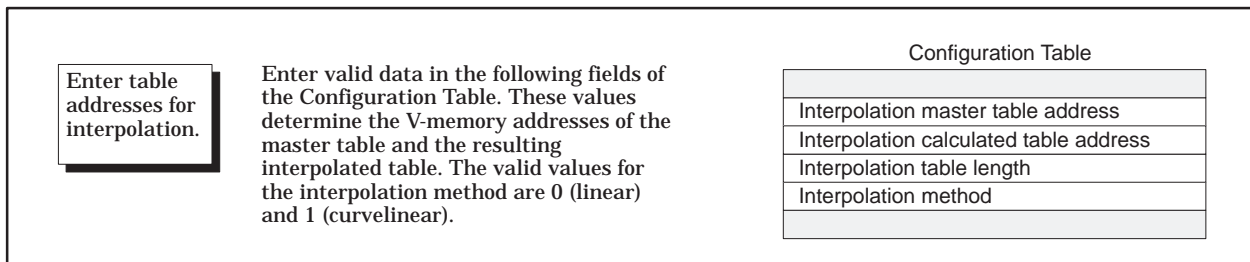 Enter table
addresses for
interpolation.
Enter valid data in the following fields of
the Configuration Table. These values
determine the V-memory addresses of the
master table and the resulting
interpolated table. The valid values for
the interpolation method are 0 (linear)
and 1 (curvelinear).
Configuration Table
Interpolation master table address
Interpolation calculated table address
Interpolation table length
Interpolation method